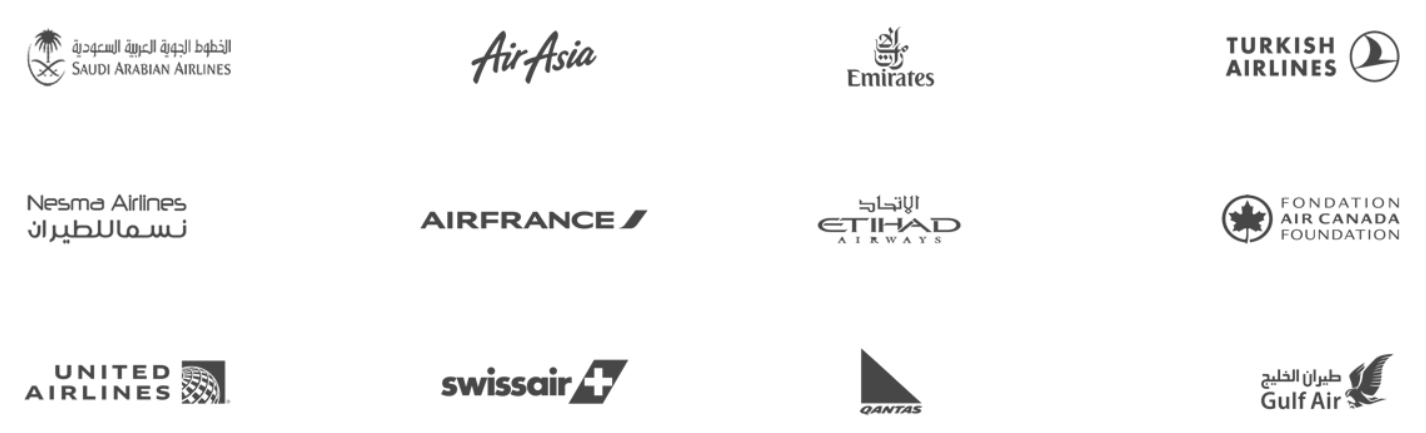 الخطوط الجوية العربية السعودية
SAUDI ARABIAN AIRLINES
AirAsia
Emirates
TURKISH
AIRLINES
Nesma Airlines
نسما للطيران
AIRFRANCE
الإتحاد
ETIHAD
AIRWAYS
FONDATION
AIR CANADA
FOUNDATION
UNITED
AIRLINES
swissair
QANTAS
طيران الخليج
Gulf Air